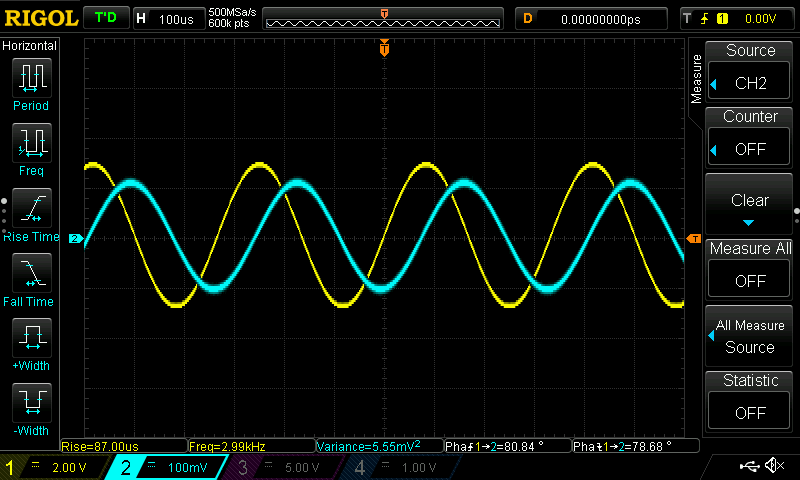 RIGOL T'D H 100us 500MSa/s 600k pts T D 0.00000000ps T 1 0.00V
T
Horizontal
Period
Freq
Rise Time
Fall Time
+Width
-Width
2
T
Measure
Source
CH2
Counter
OFF
Clear
Measure All
OFF
All Measure
Source
Statistic
OFF
Rise=87.00us Freq=2.99kHz Variance=5.55mV² Pha1→2=80.84 ° Pha1→2=78.68 °
1 2.00 V 2 100mV 3 5.00 V 4 1.00 V